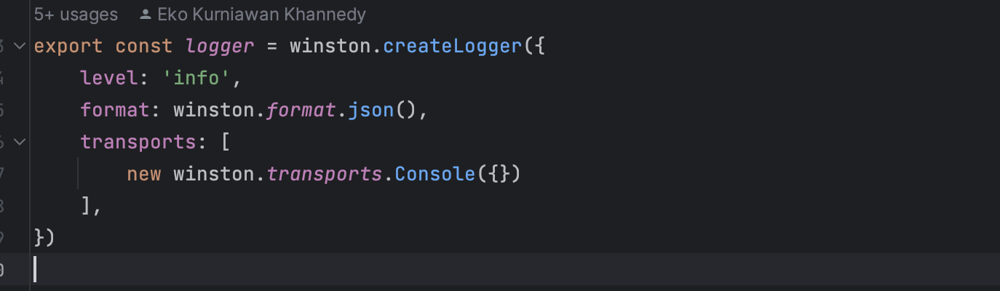 5+ usages Eko Kurniawan Khannedy
export const logger = winston.createLogger({
    level: 'info',
    format: winston.format.json(),
    transports: [
        new winston.transports.Console({})
    ],
})